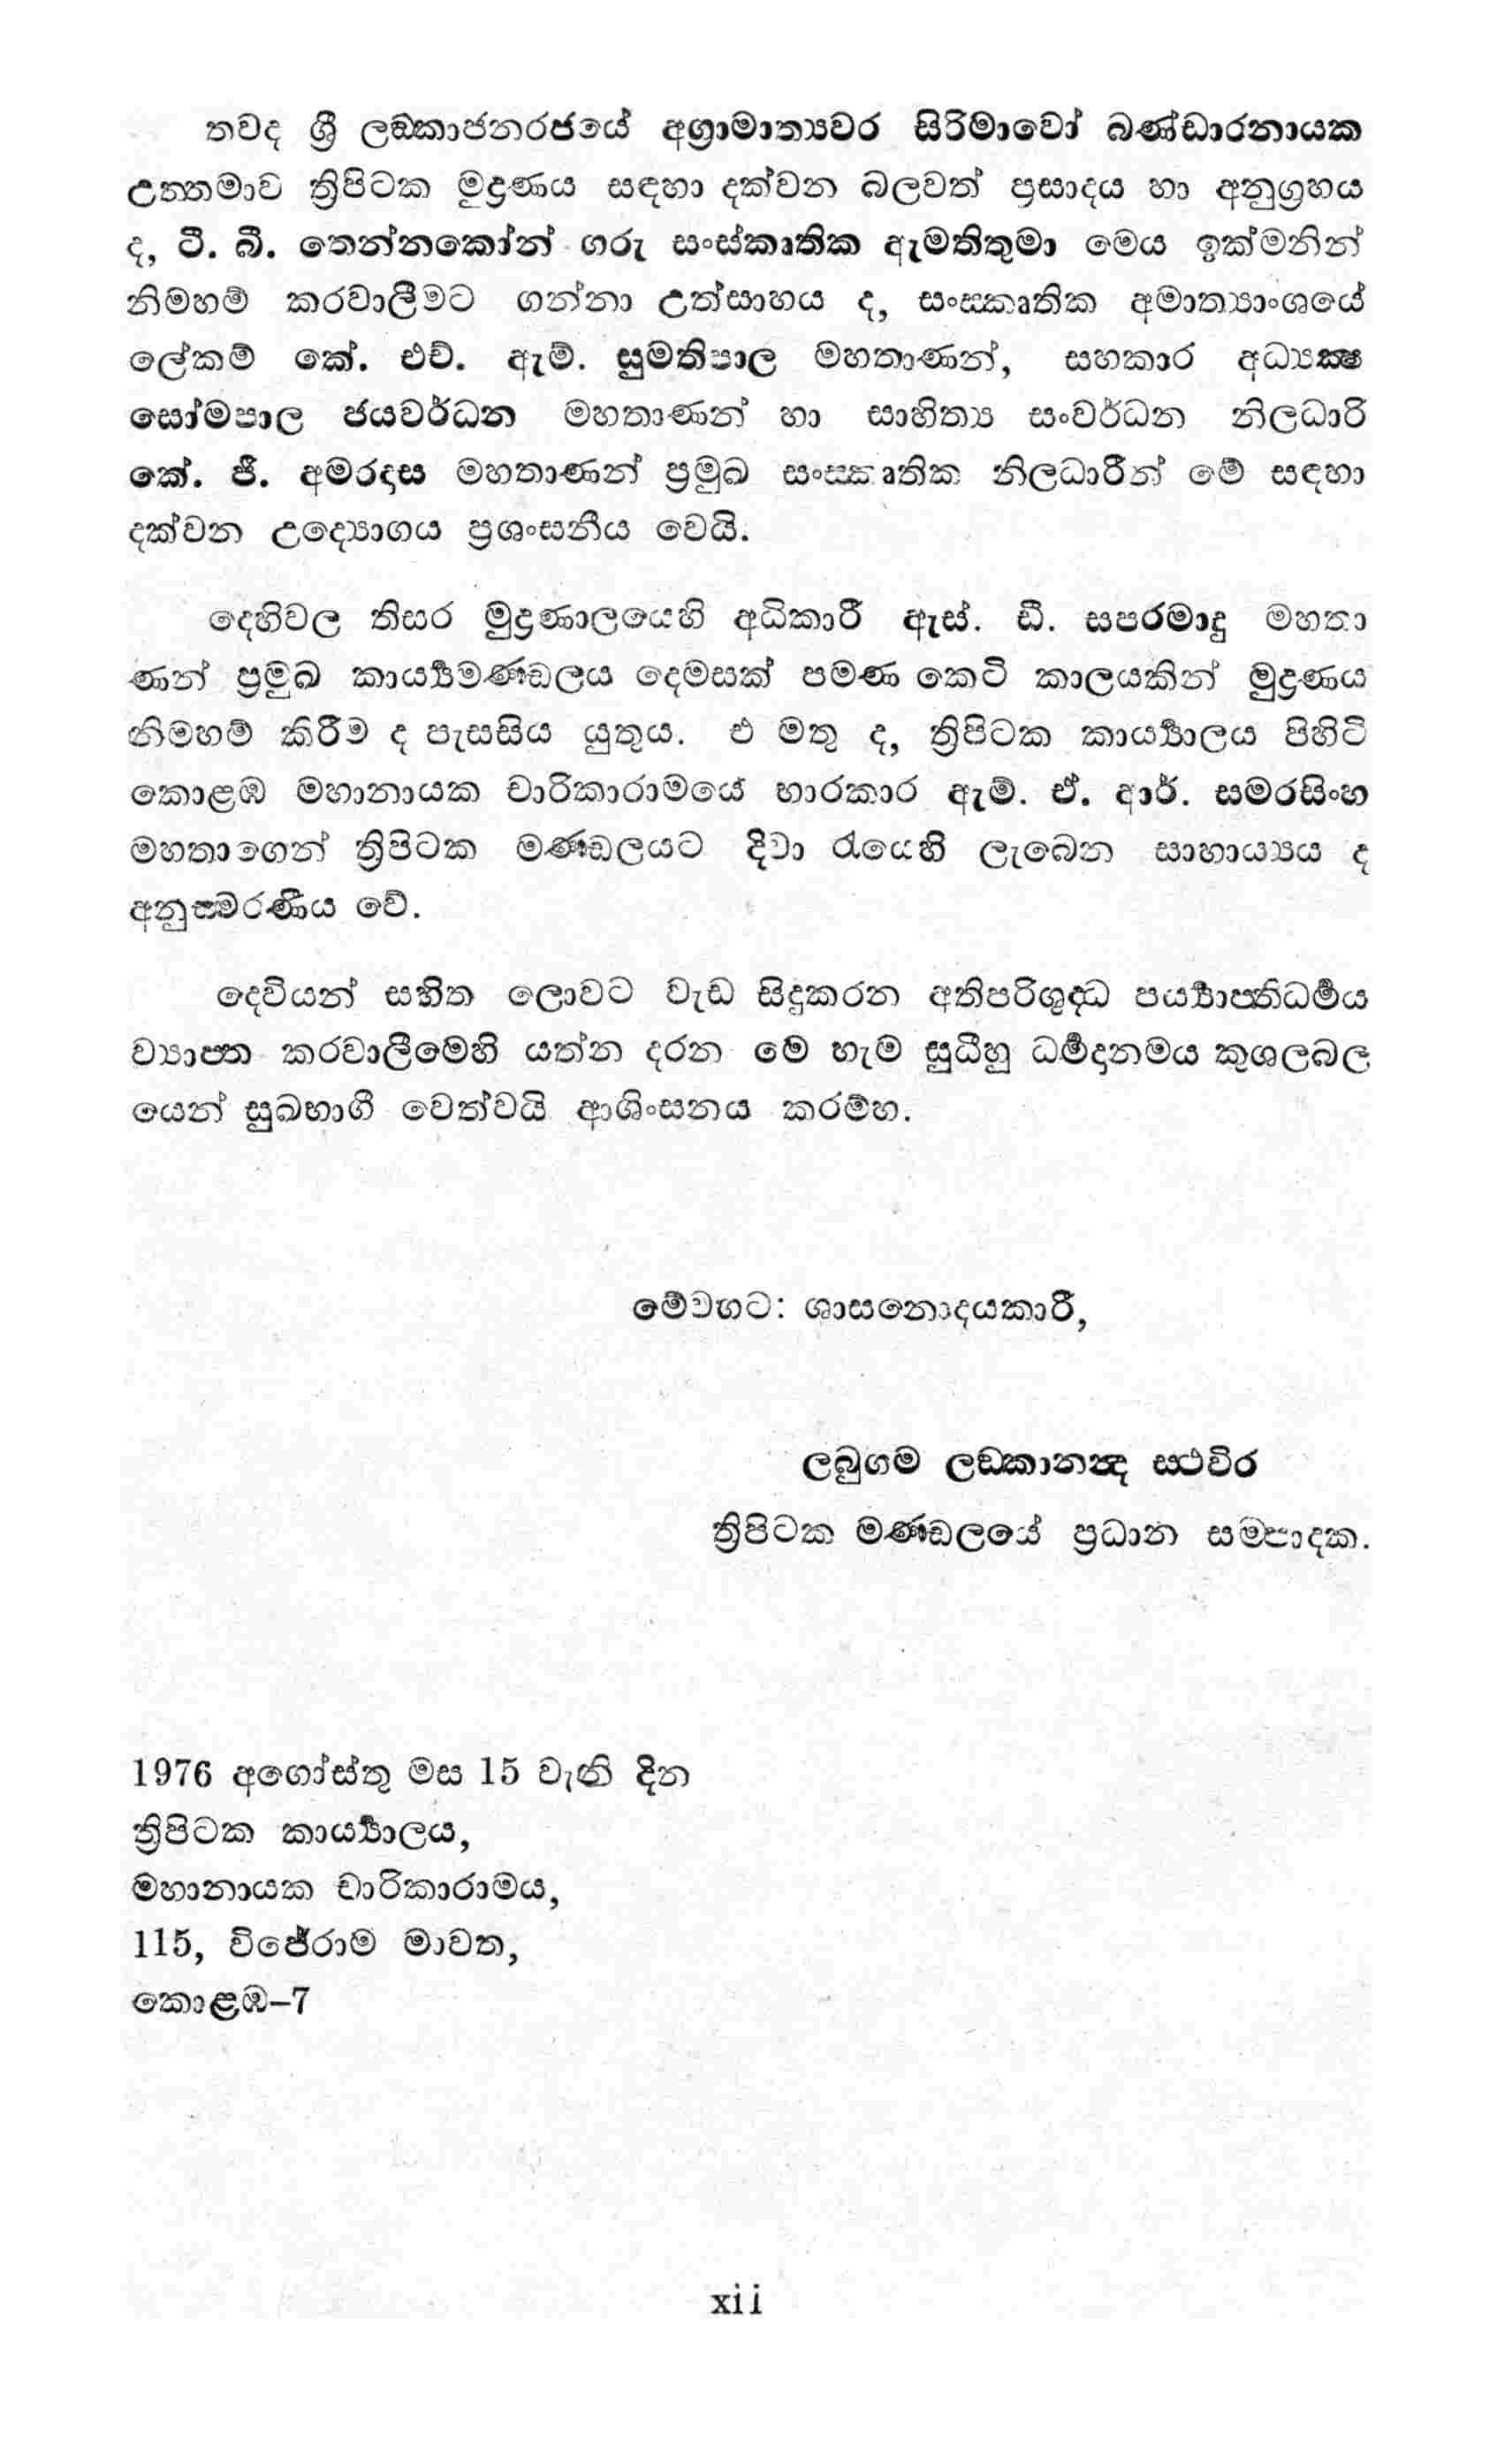 තවද ශ්‍රී ලඞ්කාජනරජයේ අග්‍රාමාත්‍යවර සිරිමාවෝ බණ්ඩාරනායක
උත්තමාව ත්‍රිපිටක මුද්‍රණය සඳහා දක්වන බලවත් ප්‍රසාදය හා අනුග්‍රහය
ද, ටී. බී. තෙන්නකෝන් ගරු සංස්කෘතික ඇමතිතුමා මෙය ඉක්මනින්
නිමහම් කරවාලීමට ගන්නා උත්සාහය ද, සංස්කෘතික අමාත්‍යාංශයේ
ලේකම් කේ. එච්. ඇම්. සුමතිපාල මහතාණන්, සහකාර අධ්‍යක්ෂ
සෝමපාල ජයවර්ධන මහතාණන් හා සාහිත්‍ය සංවර්ධන නිලධාරි
කේ. ජී. අමරදාස මහතාණන් ප්‍රමුඛ සංස්කෘතික නිලධාරීන් මේ සඳහා
දක්වන උද්‍යොගය ප්‍රශංසනීය වෙයි.
දෙහිවල තිසර මුද්‍රණාලයෙහි අධිකාරී ඇස්. ඩී. සපරමාදු මහතා
ණන් ප්‍රමුඛ කාර්‍ය්‍යමණ්ඩලය දෙමසක් පමණ කෙටි කාලයකින් මුද්‍රණය
නිමහම් කිරීම ද පැසසිය යුතුය. එ මතු ද, ත්‍රිපිටක කාර්‍ය්‍යාලය පිහිටි
කොළඹ මහානායක චාරිකාරාමයේ භාරකාර ඇම්. ඒ. ආර්. සමරසිංහ
මහතාගෙන් ත්‍රිපිටක මණ්ඩලයට දිවා රෑයෙහි ලැබෙන සාහාය්‍යය ද
අනුස්මරණීය වේ.
දෙවියන් සහිත ලොවට වැඩ සිදුකරන අතිපරිශුද්ධ පර්‍ය්‍යාප්තිධර්‍මය
ව්‍යාප්ත කරවාලීමෙහි යත්න දරන මෙ හැම සුධීහු ධර්‍මදානමය කුශලබල
යෙන් සුඛභාගී වෙත්වයි ආශිංසනය කරම්හ.
මේවඟට: ශාසනොදයකාරී,
ලබුගම ලඞ්කානන්ද ස්ථවිර
ත්‍රිපිටක මණ්ඩලයේ ප්‍රධාන සම්පාදක.
1976 අගෝස්තු මස 15 වැනි දින
ත්‍රිපිටක කාර්‍ය්‍යාලය,
මහානායක චාරිකාරාමය,
115, විජේරාම මාවත,
කොළඹ–7
xii